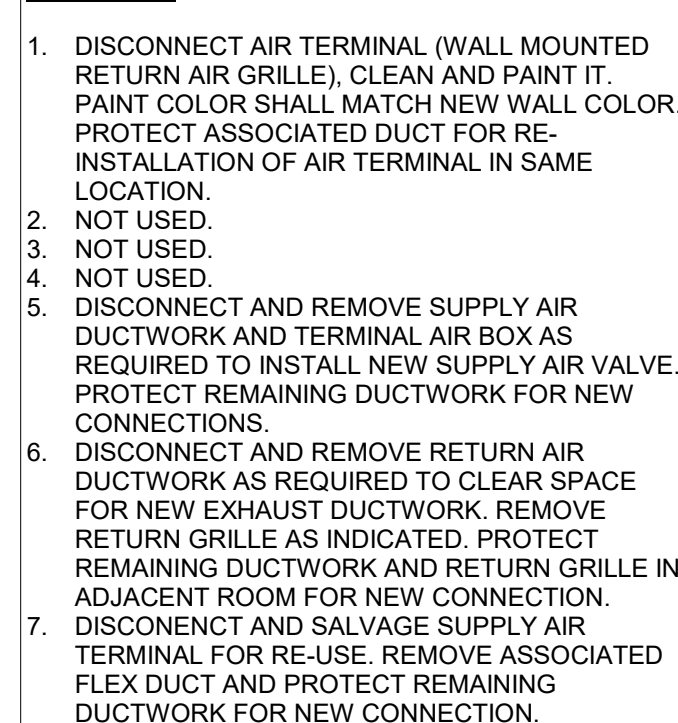 1. DISCONNECT AIR TERMINAL (WALL MOUNTED
RETURN AIR GRILLE), CLEAN AND PAINT IT.
PAINT COLOR SHALL MATCH NEW WALL COLOR.
PROTECT ASSOCIATED DUCT FOR RE-
INSTALLATION OF AIR TERMINAL IN SAME
LOCATION.
2. NOT USED.
3. NOT USED.
4. NOT USED.
5. DISCONNECT AND REMOVE SUPPLY AIR
DUCTWORK AND TERMINAL AIR BOX AS
REQUIRED TO INSTALL NEW SUPPLY AIR VALVE.
PROTECT REMAINING DUCTWORK FOR NEW
CONNECTIONS.
6. DISCONNECT AND REMOVE RETURN AIR
DUCTWORK AS REQUIRED TO CLEAR SPACE
FOR NEW EXHAUST DUCTWORK. REMOVE
RETURN GRILLE AS INDICATED. PROTECT
REMAINING DUCTWORK AND RETURN GRILLE IN
ADJACENT ROOM FOR NEW CONNECTION.
7. DISCONENCT AND SALVAGE SUPPLY AIR
TERMINAL FOR RE-USE. REMOVE ASSOCIATED
FLEX DUCT AND PROTECT REMAINING
DUCTWORK FOR NEW CONNECTION.